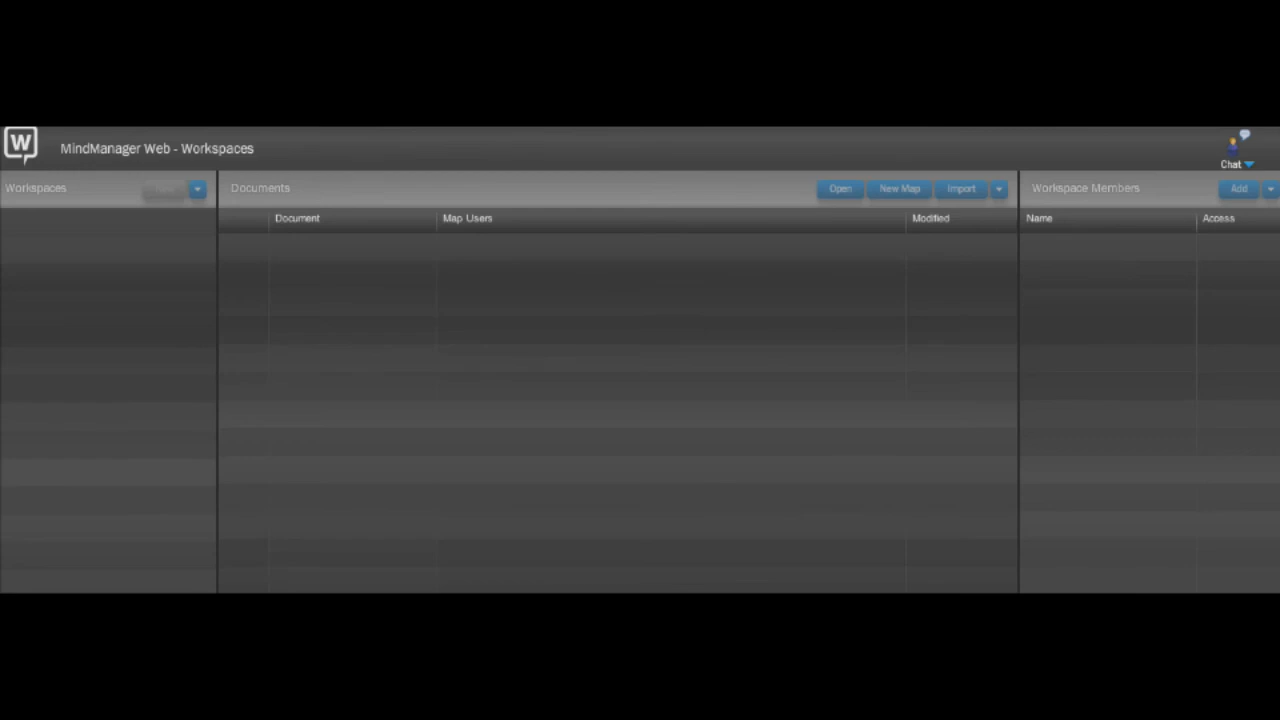 W
MindManager Web - Workspaces
Chat
Workspaces
Documents
Open
New Map
Import
Workspace Members
Add
Document
Map Users
Modified
Name
Access